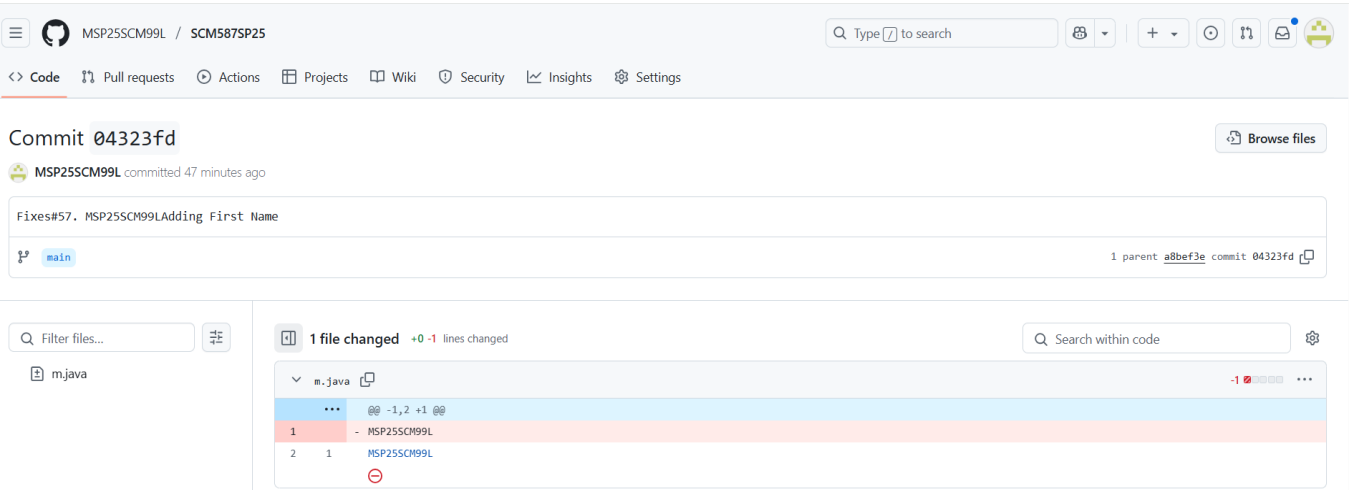 MSP25SCM99L / SCM587SP25
Type / to search
Code
Pull requests
Actions
Projects
Wiki
Security
Insights
Settings
Commit 04323fd
Browse files
MSP25SCM99L committed 47 minutes ago
Fixes#57. MSP25SCM99LAdding First Name
main
1 parent a8bef3e commit 04323fd
Filter files...
m.java
1 file changed +0 -1 lines changed
Search within code
m.java
-1
@@ -1,2 +1 @@
1 - MSP25SCM99L
2 1 MSP25SCM99L